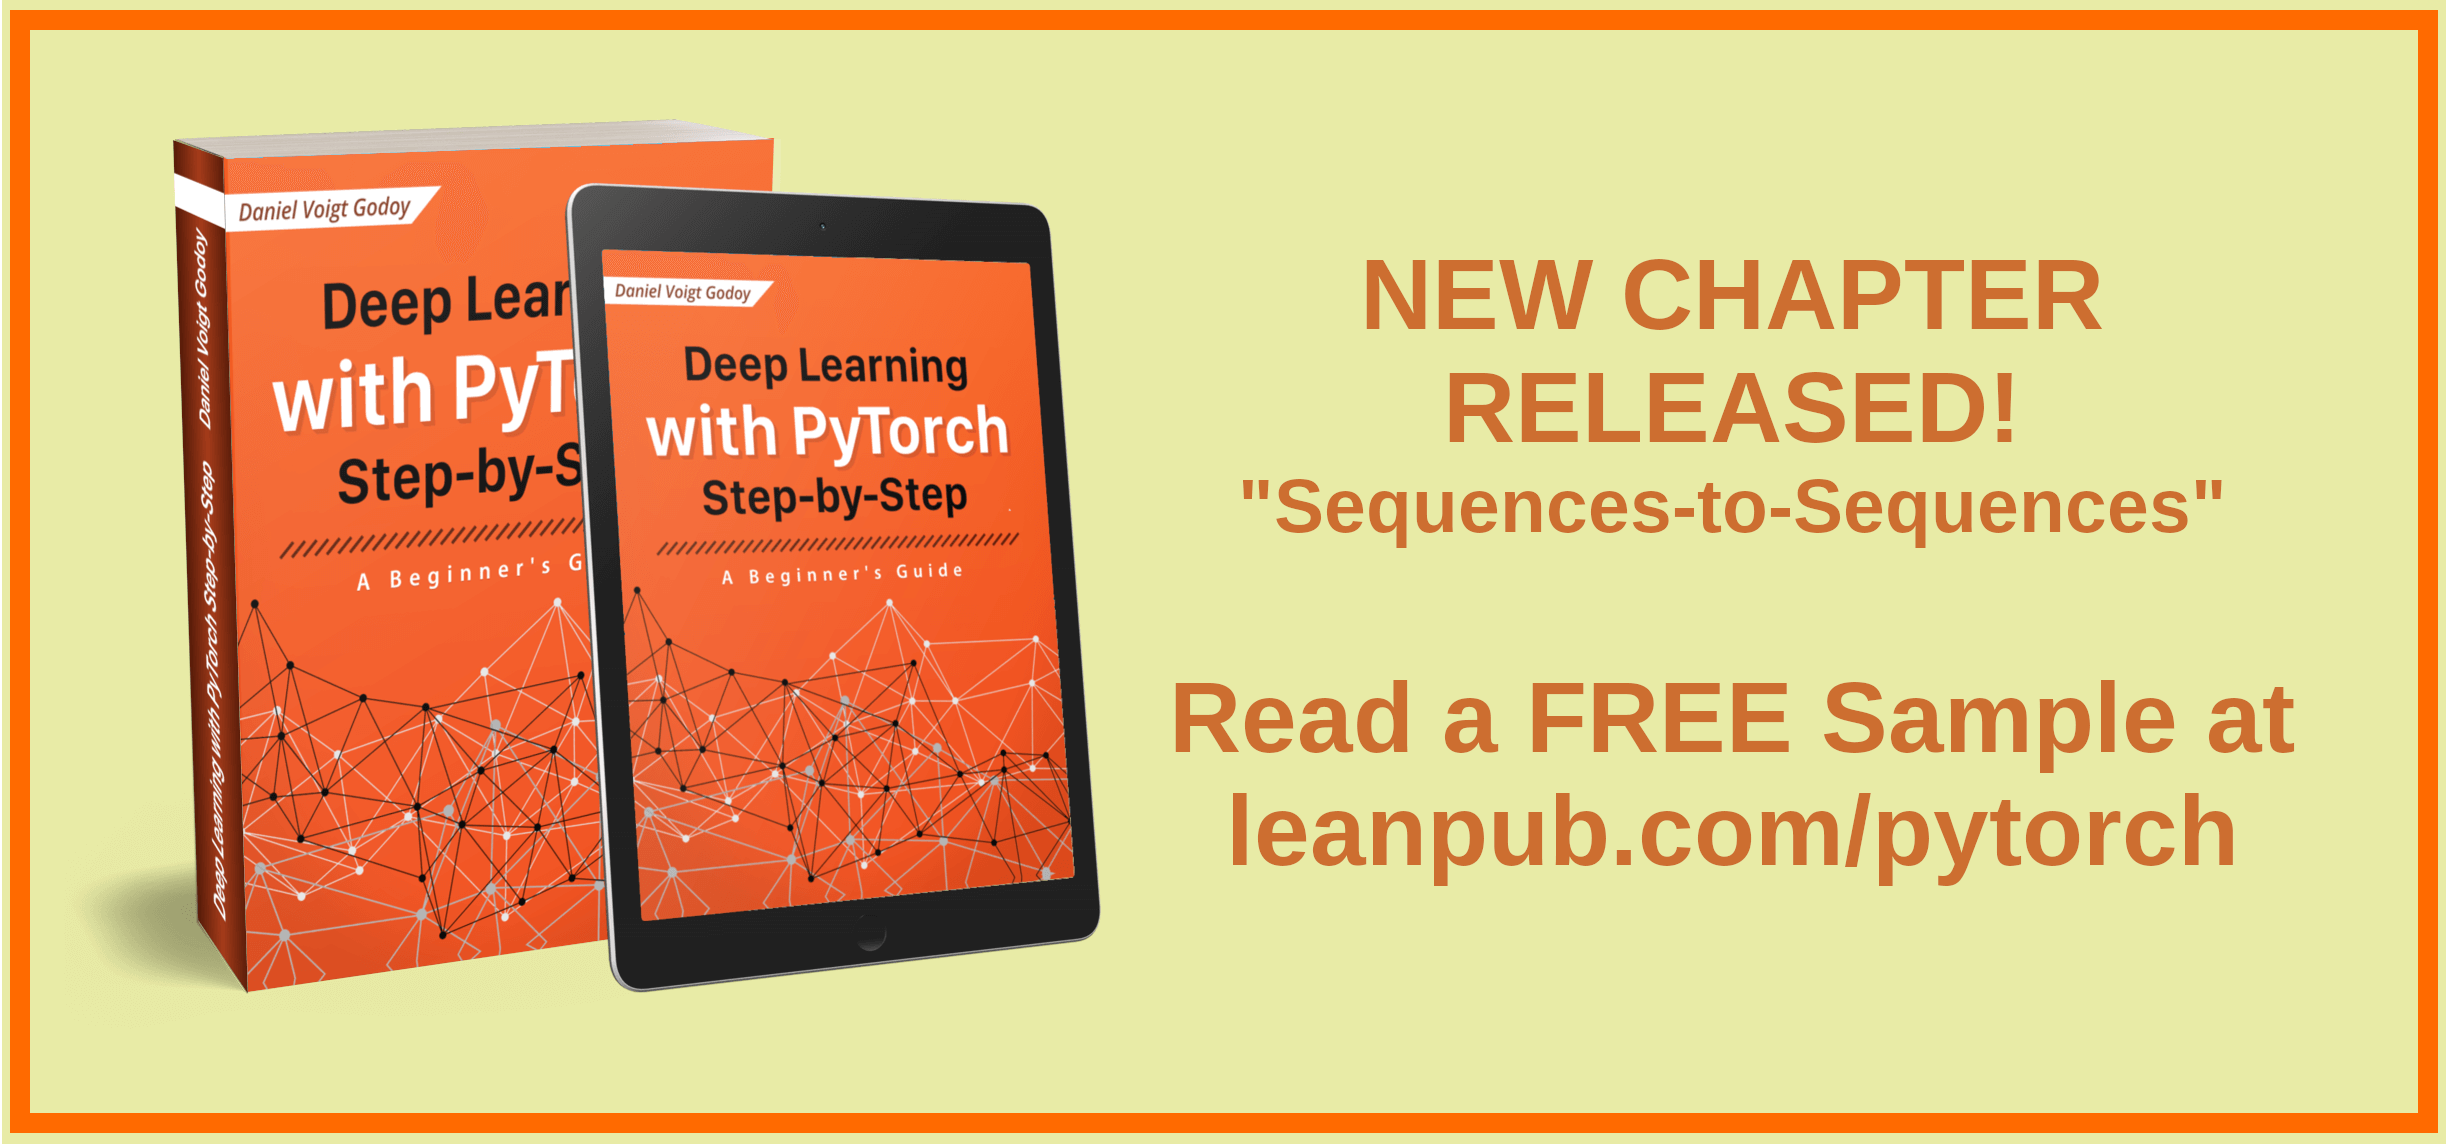 Daniel Voigt Godoy
Deep Lear
with PyT
Step-by-S
A Beginner's G
Deep Learning with PyTorch Step-by-Step Daniel Voigt Godoy
Daniel Voigt Godoy
Deep Learning
with PyTorch
Step-by-Step
A Beginner's Guide
NEW CHAPTER
RELEASED!
"Sequences-to-Sequences"
Read a FREE Sample at
leanpub.com/pytorch